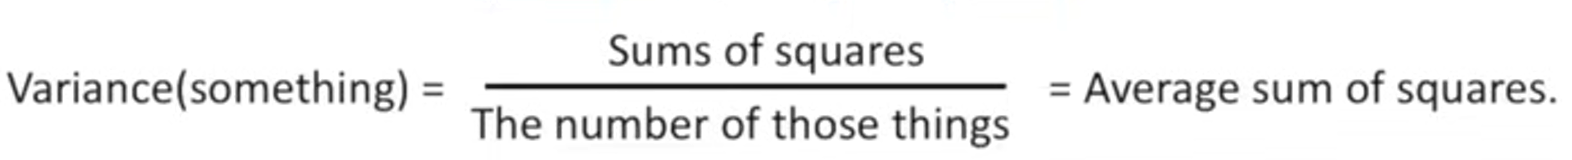 Sums of squares
Variance(something) = = Average sum of squares.
The number of those things